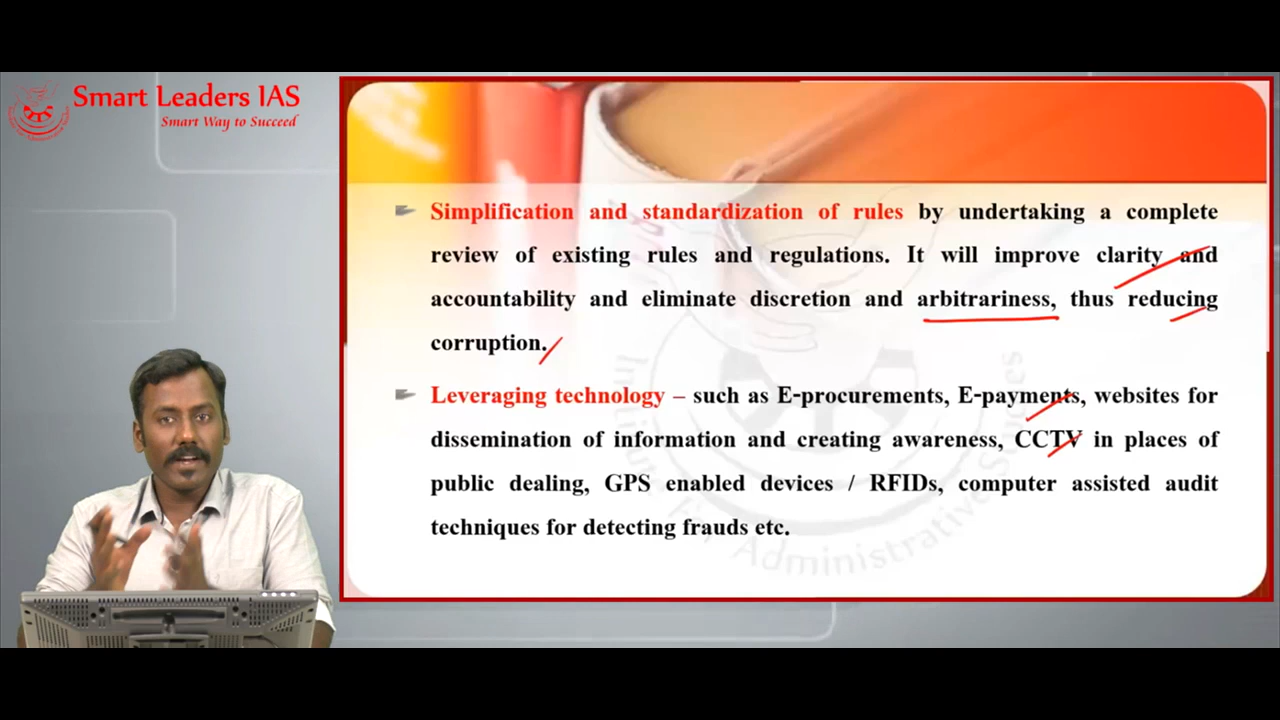 Smart Leaders IAS
Smart Way to Succeed
Simplification and standardization of rules by undertaking a complete
review of existing rules and regulations. It will improve clarity and
accountability and eliminate discretion and arbitrariness, thus reducing
corruption.
Leveraging technology – such as E-procurements, E-payments, websites for
dissemination of information and creating awareness, CCTV in places of
public dealing, GPS enabled devices / RFIDs, computer assisted audit
techniques for detecting frauds etc.